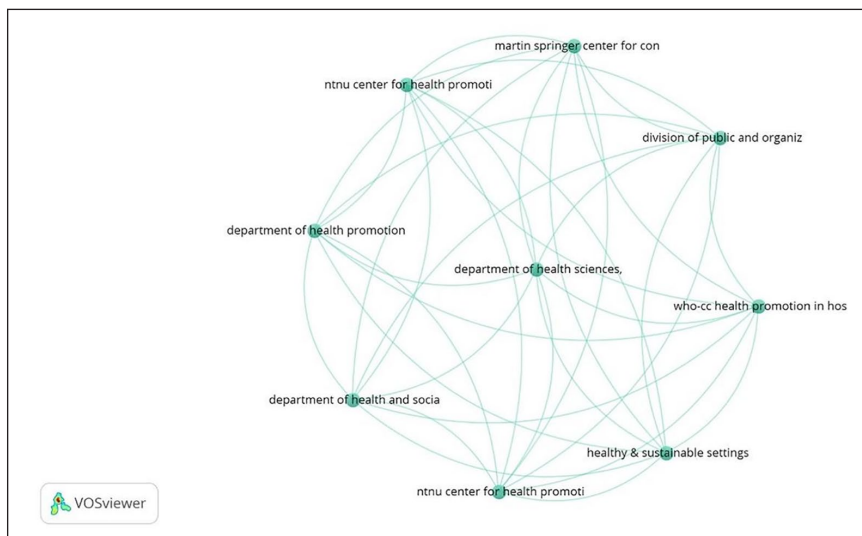 martin springer center for con
ntnu center for health promoti
division of public and organiz
department of health promotion
department of health sciences,
who-cc health promotion in hos
department of health and socia
healthy & sustainable settings
ntnu center for health promoti
VOSviewer